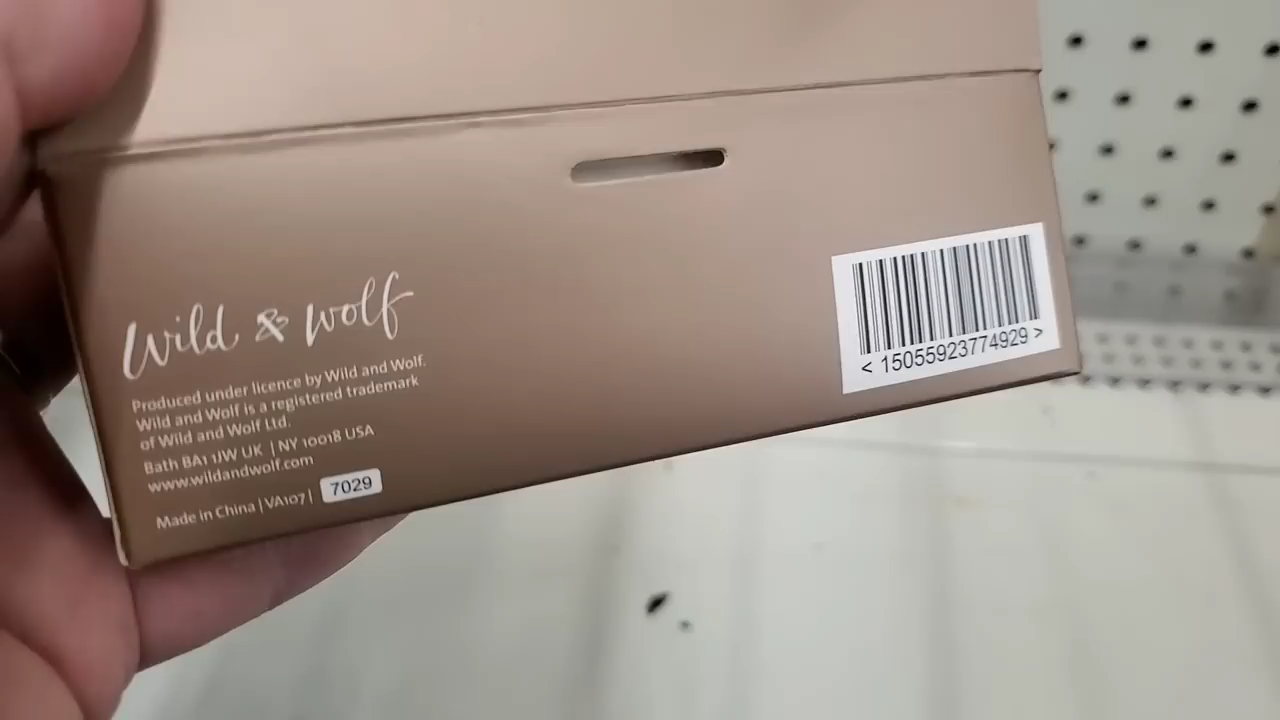 Wild & Wolf
Produced under licence by Wild and Wolf.
Wild and Wolf is a registered trademark
of Wild and Wolf Ltd.
Bath BA1 1JW UK | NY 10018 USA
www.wildandwolf.com
Made in China | VA107 | 7029
< 15055923774929 >